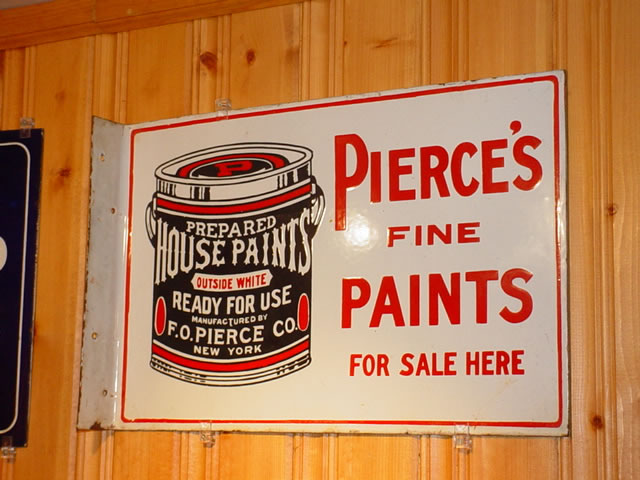 P
PREPARED
HOUSE PAINTS
OUTSIDE WHITE
READY FOR USE
MANUFACTURED BY
F.O. PIERCE CO.
NEW YORK
PIERCE'S
FINE
PAINTS
FOR SALE HERE